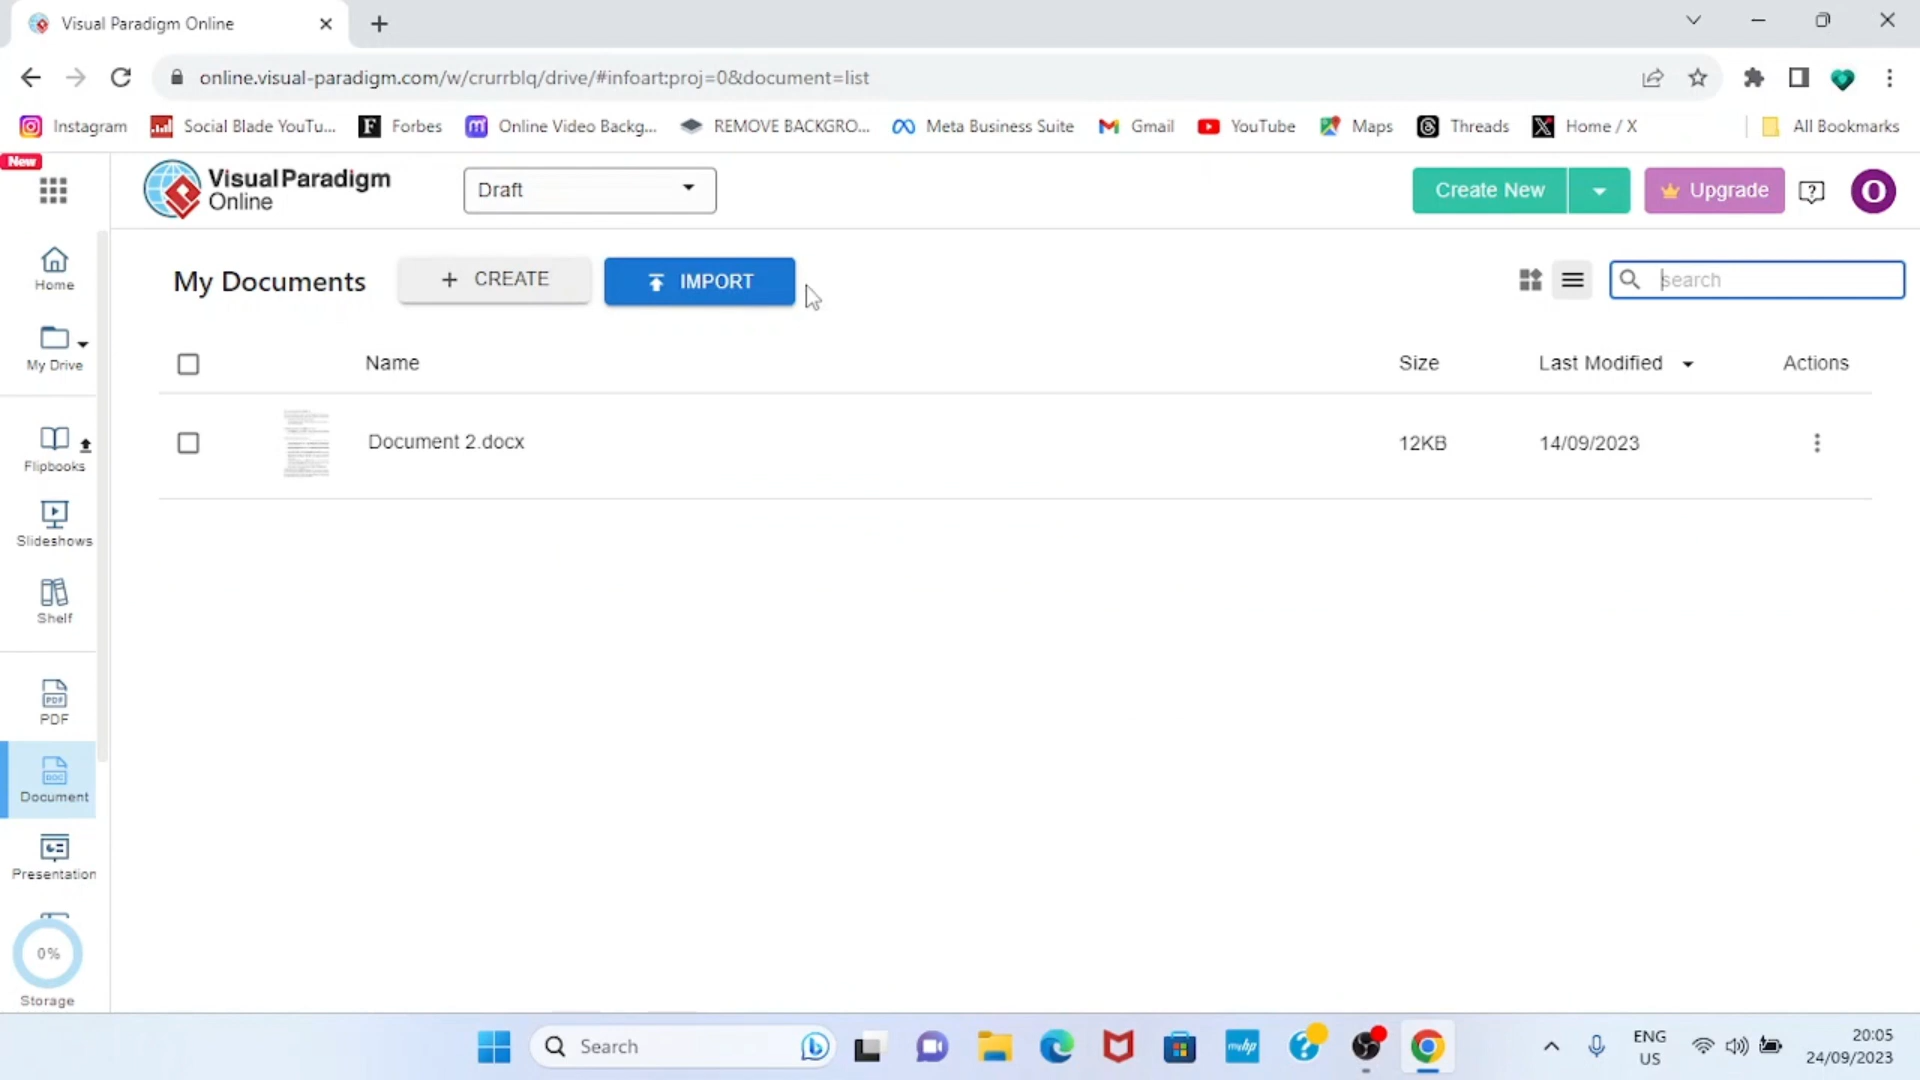 Visual Paradigm Online
online.visual-paradigm.com/w/crurrblq/drive/#infoart:proj=0&document=list
Instagram
Social Blade YouTu...
Forbes
Online Video Backg...
REMOVE BACKGRO...
Meta Business Suite
Gmail
YouTube
Maps
Threads
Home / X
All Bookmarks
New
Visual Paradigm
Online
Draft
Create New
Upgrade
O
Home
My Drive
Flipbooks
Slideshows
Shelf
PDF
PDF
DOC
Document
Presentation
0%
Storage
My Documents
+ CREATE
IMPORT
search
Name
Size
Last Modified
Actions
Document 2.docx
12KB
14/09/2023
Search
myhp
ENG
US
20:05
24/09/2023